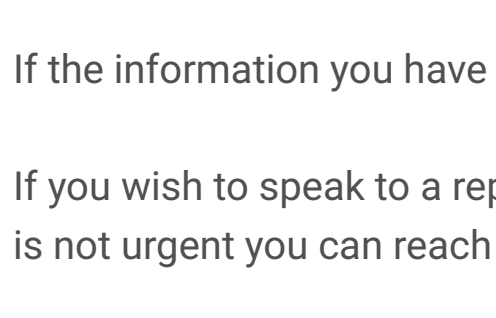 If the information you have
If you wish to speak to a rep
is not urgent you can reach